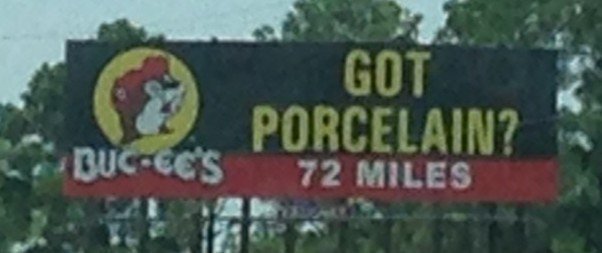 GOT
PORCELAIN?
BUC-EE'S
72 MILES